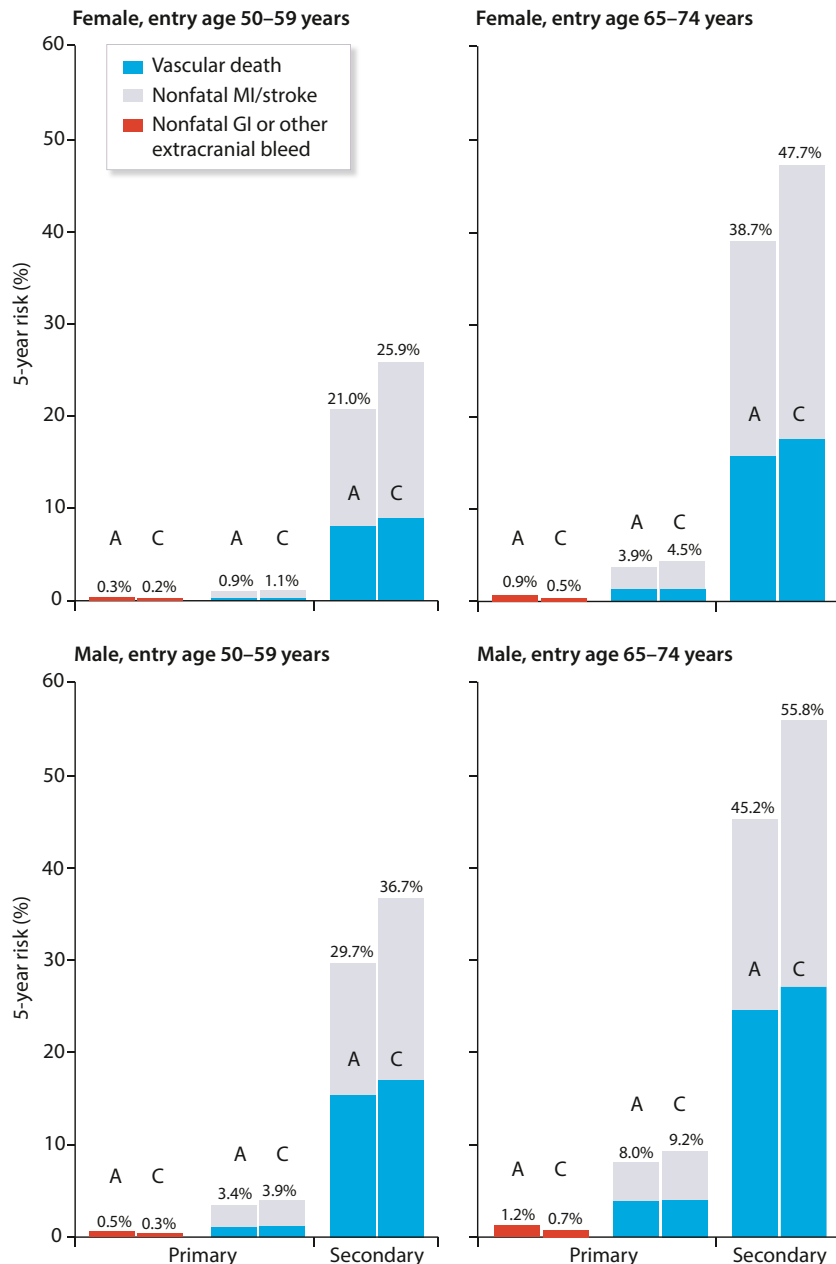 Female, entry age 50–59 years
60
50
40
30
20
10
0
5-year risk (%)
Vascular death
Nonfatal MI/stroke
Nonfatal GI or other
extracranial bleed
A C A C A C
0.3% 0.2% 0.9% 1.1% 21.0% 25.9%
Female, entry age 65–74 years
A C A C A C
0.9% 0.5% 3.9% 4.5% 38.7% 47.7%
Male, entry age 50–59 years
60
50
40
30
20
10
0
5-year risk (%)
A C A C A C
0.5% 0.3% 3.4% 3.9% 29.7% 36.7%
Primary Secondary
Male, entry age 65–74 years
A C A C A C
1.2% 0.7% 8.0% 9.2% 45.2% 55.8%
Primary Secondary